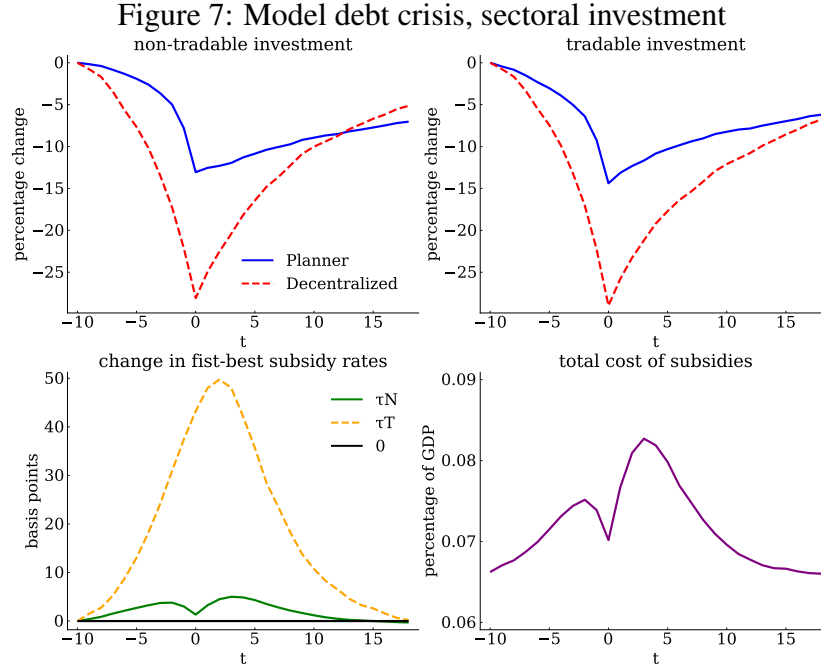 Figure 7: Model debt crisis, sectoral investment
non-tradable investment
percentage change
0
−5
−10
−15
−20
−25
Planner
Decentralized
−10 −5 0 5 10 15
t
tradable investment
percentage change
0
−5
−10
−15
−20
−25
−10 −5 0 5 10 15
t
change in fist-best subsidy rates
basis points
50
40
30
20
10
0
τN
τT
0
−10 −5 0 5 10 15
t
total cost of subsidies
percentage of GDP
0.09
0.08
0.07
0.06
−10 −5 0 5 10 15
t